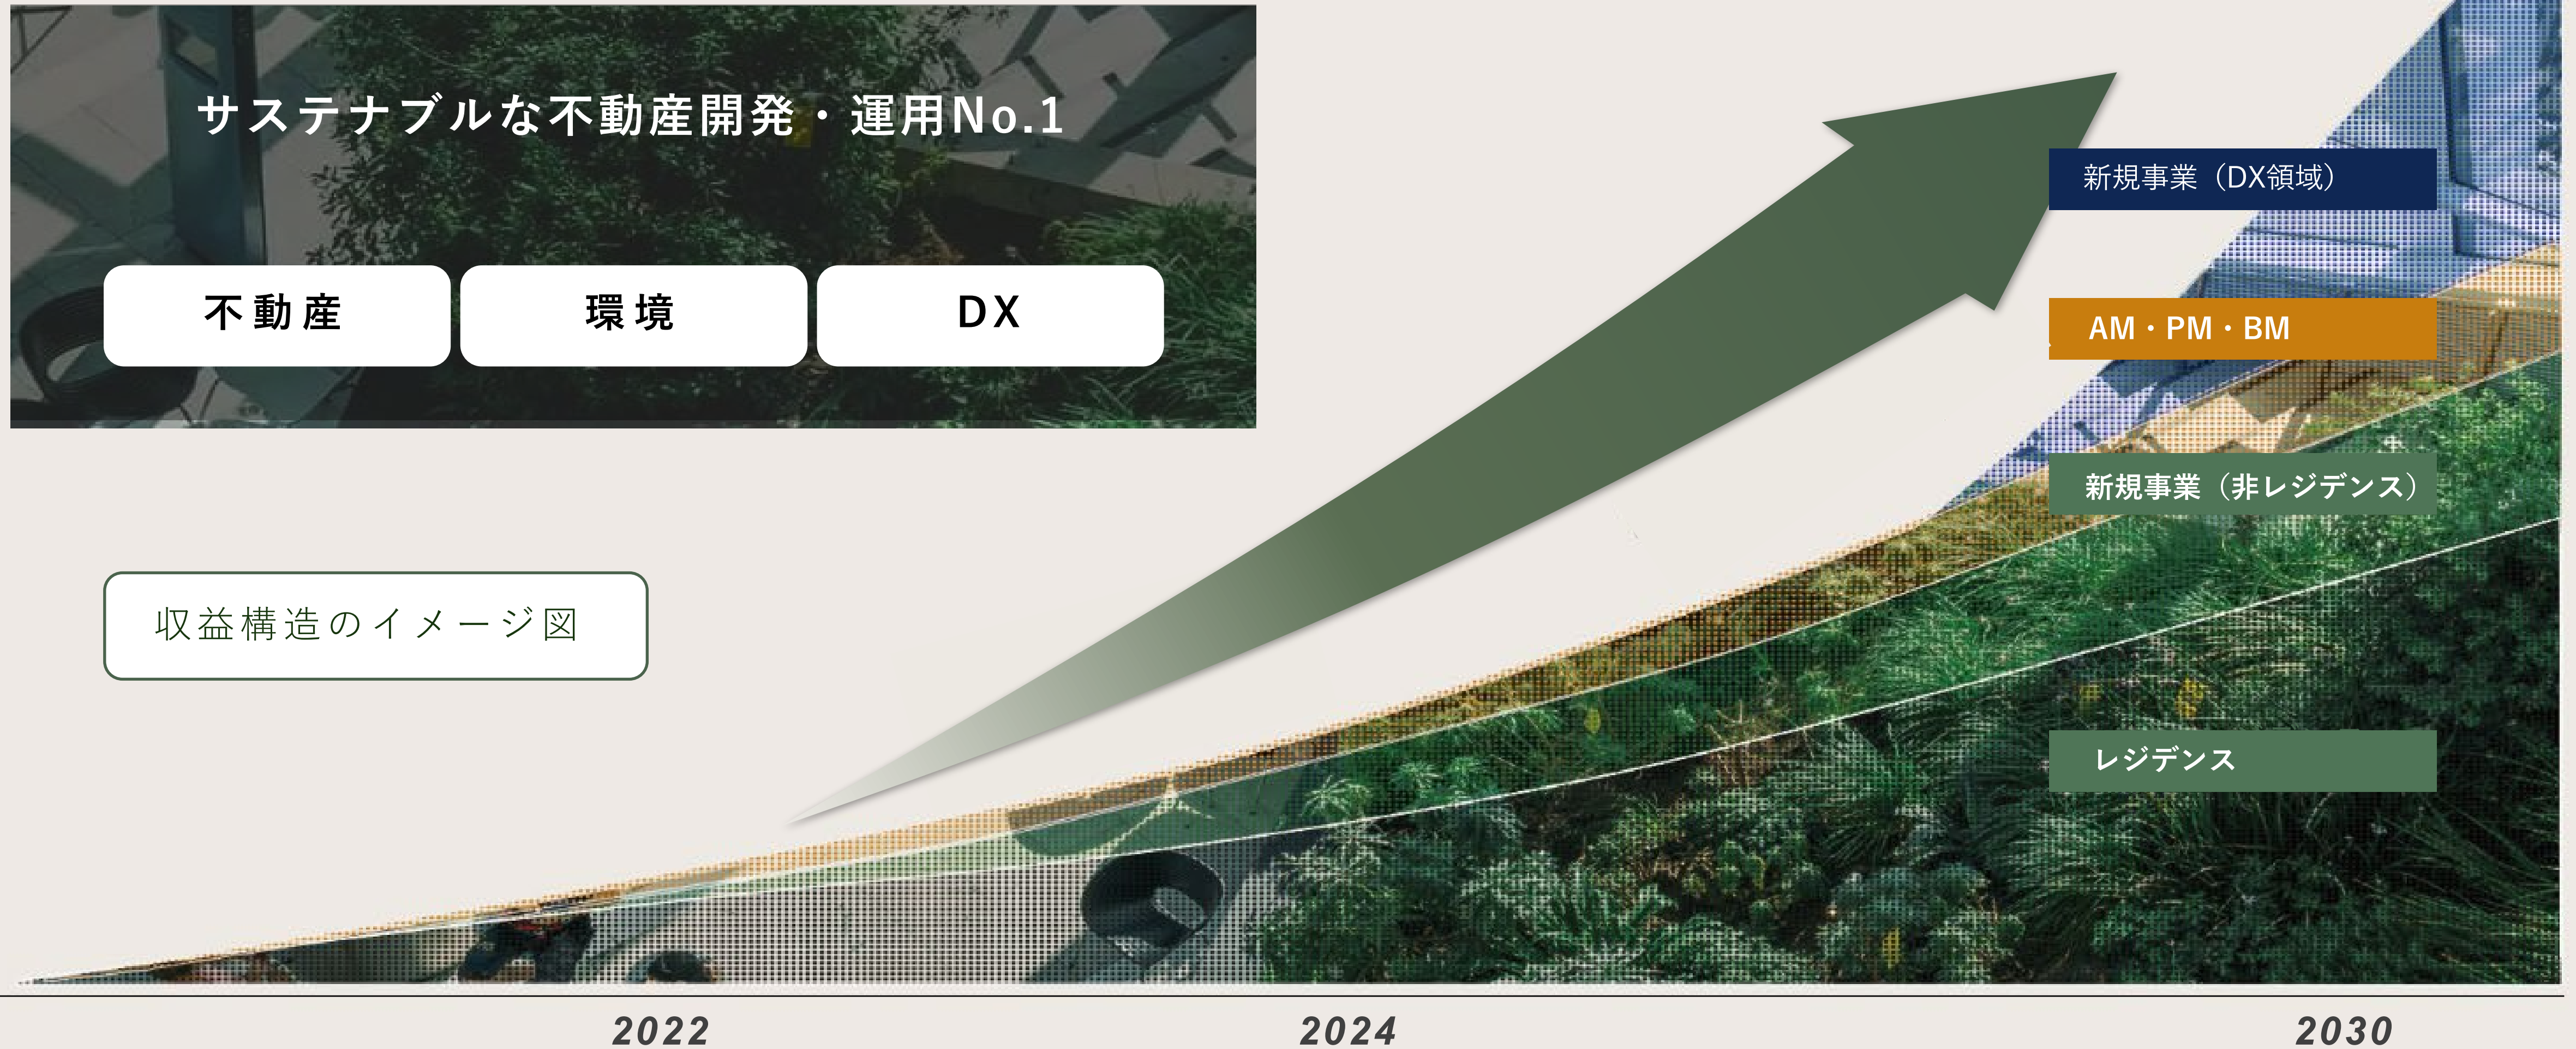 サステナブルな不動産開発・運用No.1
不動産
環境
DX
収益構造のイメージ図
新規事業（DX領域）
AM・PM・BM
新規事業（非レジデンス）
レジデンス
2022
2024
2030